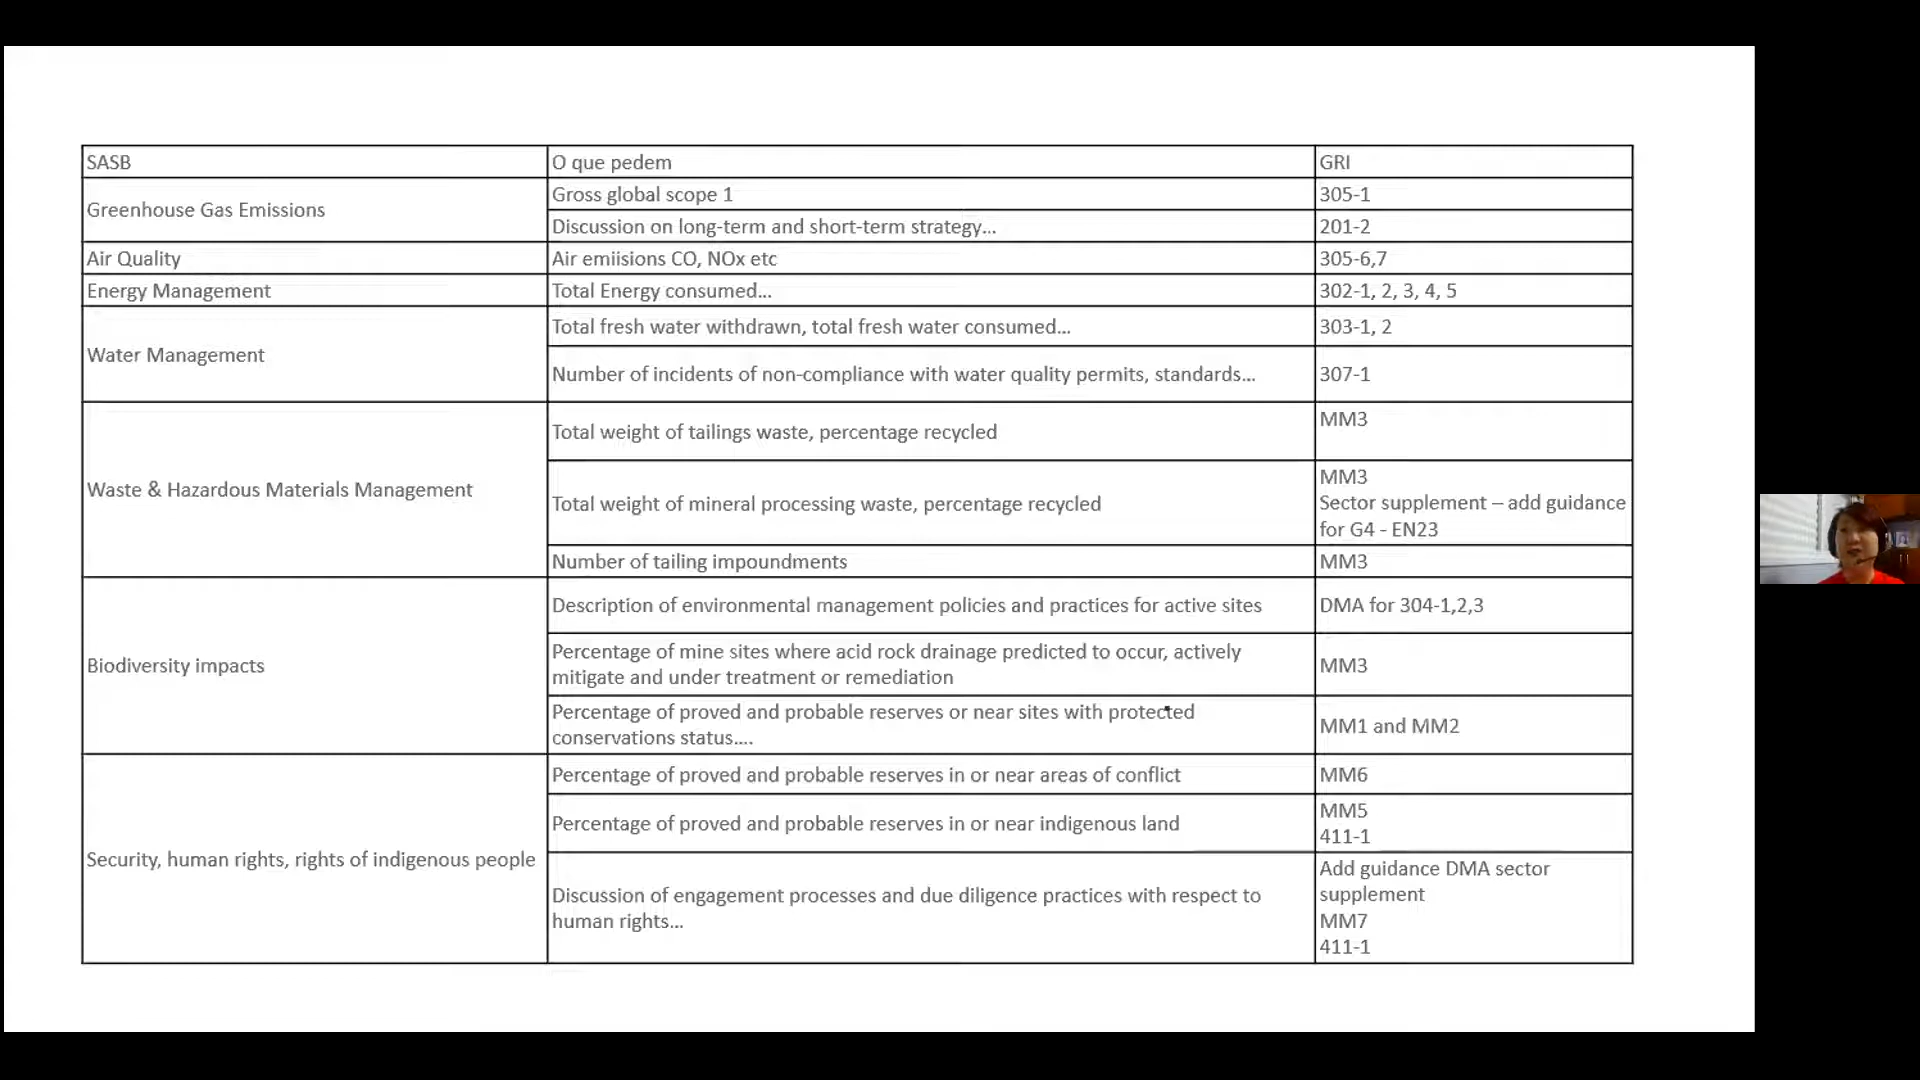 SASB
O que pedem
GRI
Greenhouse Gas Emissions
Gross global scope 1
305-1
Discussion on long-term and short-term strategy...
201-2
Air Quality
Air emiisions CO, NOx etc
305-6,7
Energy Management
Total Energy consumed...
302-1, 2, 3, 4, 5
Water Management
Total fresh water withdrawn, total fresh water consumed...
303-1, 2
Number of incidents of non-compliance with water quality permits, standards...
307-1
Waste & Hazardous Materials Management
Total weight of tailings waste, percentage recycled
MM3
Total weight of mineral processing waste, percentage recycled
MM3
Sector supplement – add guidance
for G4 - EN23
Number of tailing impoundments
MM3
Biodiversity impacts
Description of environmental management policies and practices for active sites
DMA for 304-1,2,3
Percentage of mine sites where acid rock drainage predicted to occur, actively
mitigate and under treatment or remediation
MM3
Percentage of proved and probable reserves or near sites with protected
conservations status....
MM1 and MM2
Security, human rights, rights of indigenous people
Percentage of proved and probable reserves in or near areas of conflict
MM6
Percentage of proved and probable reserves in or near indigenous land
MM5
411-1
Discussion of engagement processes and due diligence practices with respect to
human rights...
Add guidance DMA sector
supplement
MM7
411-1